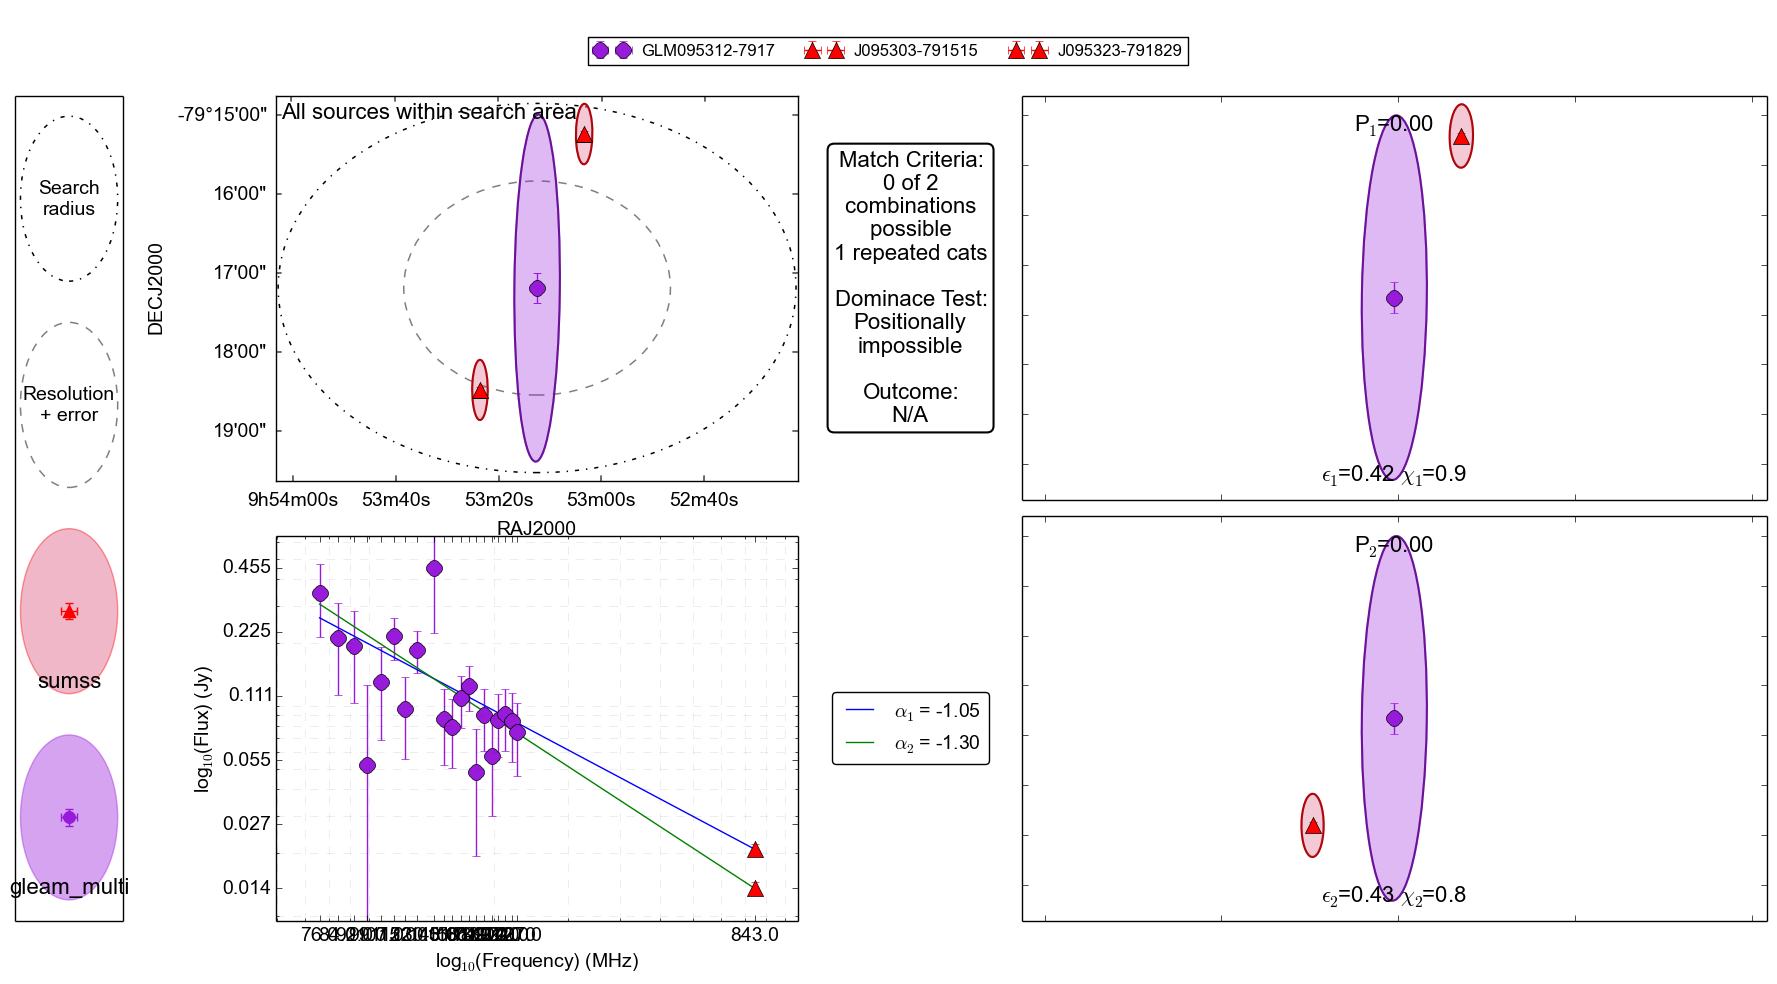 GLM095312-7917
J095303-791515
J095323-791829
Search
radius
Resolution
+ error
sumss
gleam_multi
All sources within search area
DECJ2000
-79°15'00"
16'00"
17'00"
18'00"
19'00"
9h54m00s
53m40s
53m20s
53m00s
52m40s
RAJ2000
Match Criteria:
0 of 2
combinations
possible
1 repeated cats
Dominace Test:
Positionally
impossible
Outcome:
N/A
P1=0.00
ϵ1=0.42 χ1=0.9
P2=0.00
ϵ2=0.43 χ2=0.8
log10(Flux) (Jy)
0.455
0.225
0.111
0.055
0.027
0.014
843.0
log10(Frequency) (MHz)
α1 = -1.05
α2 = -1.30